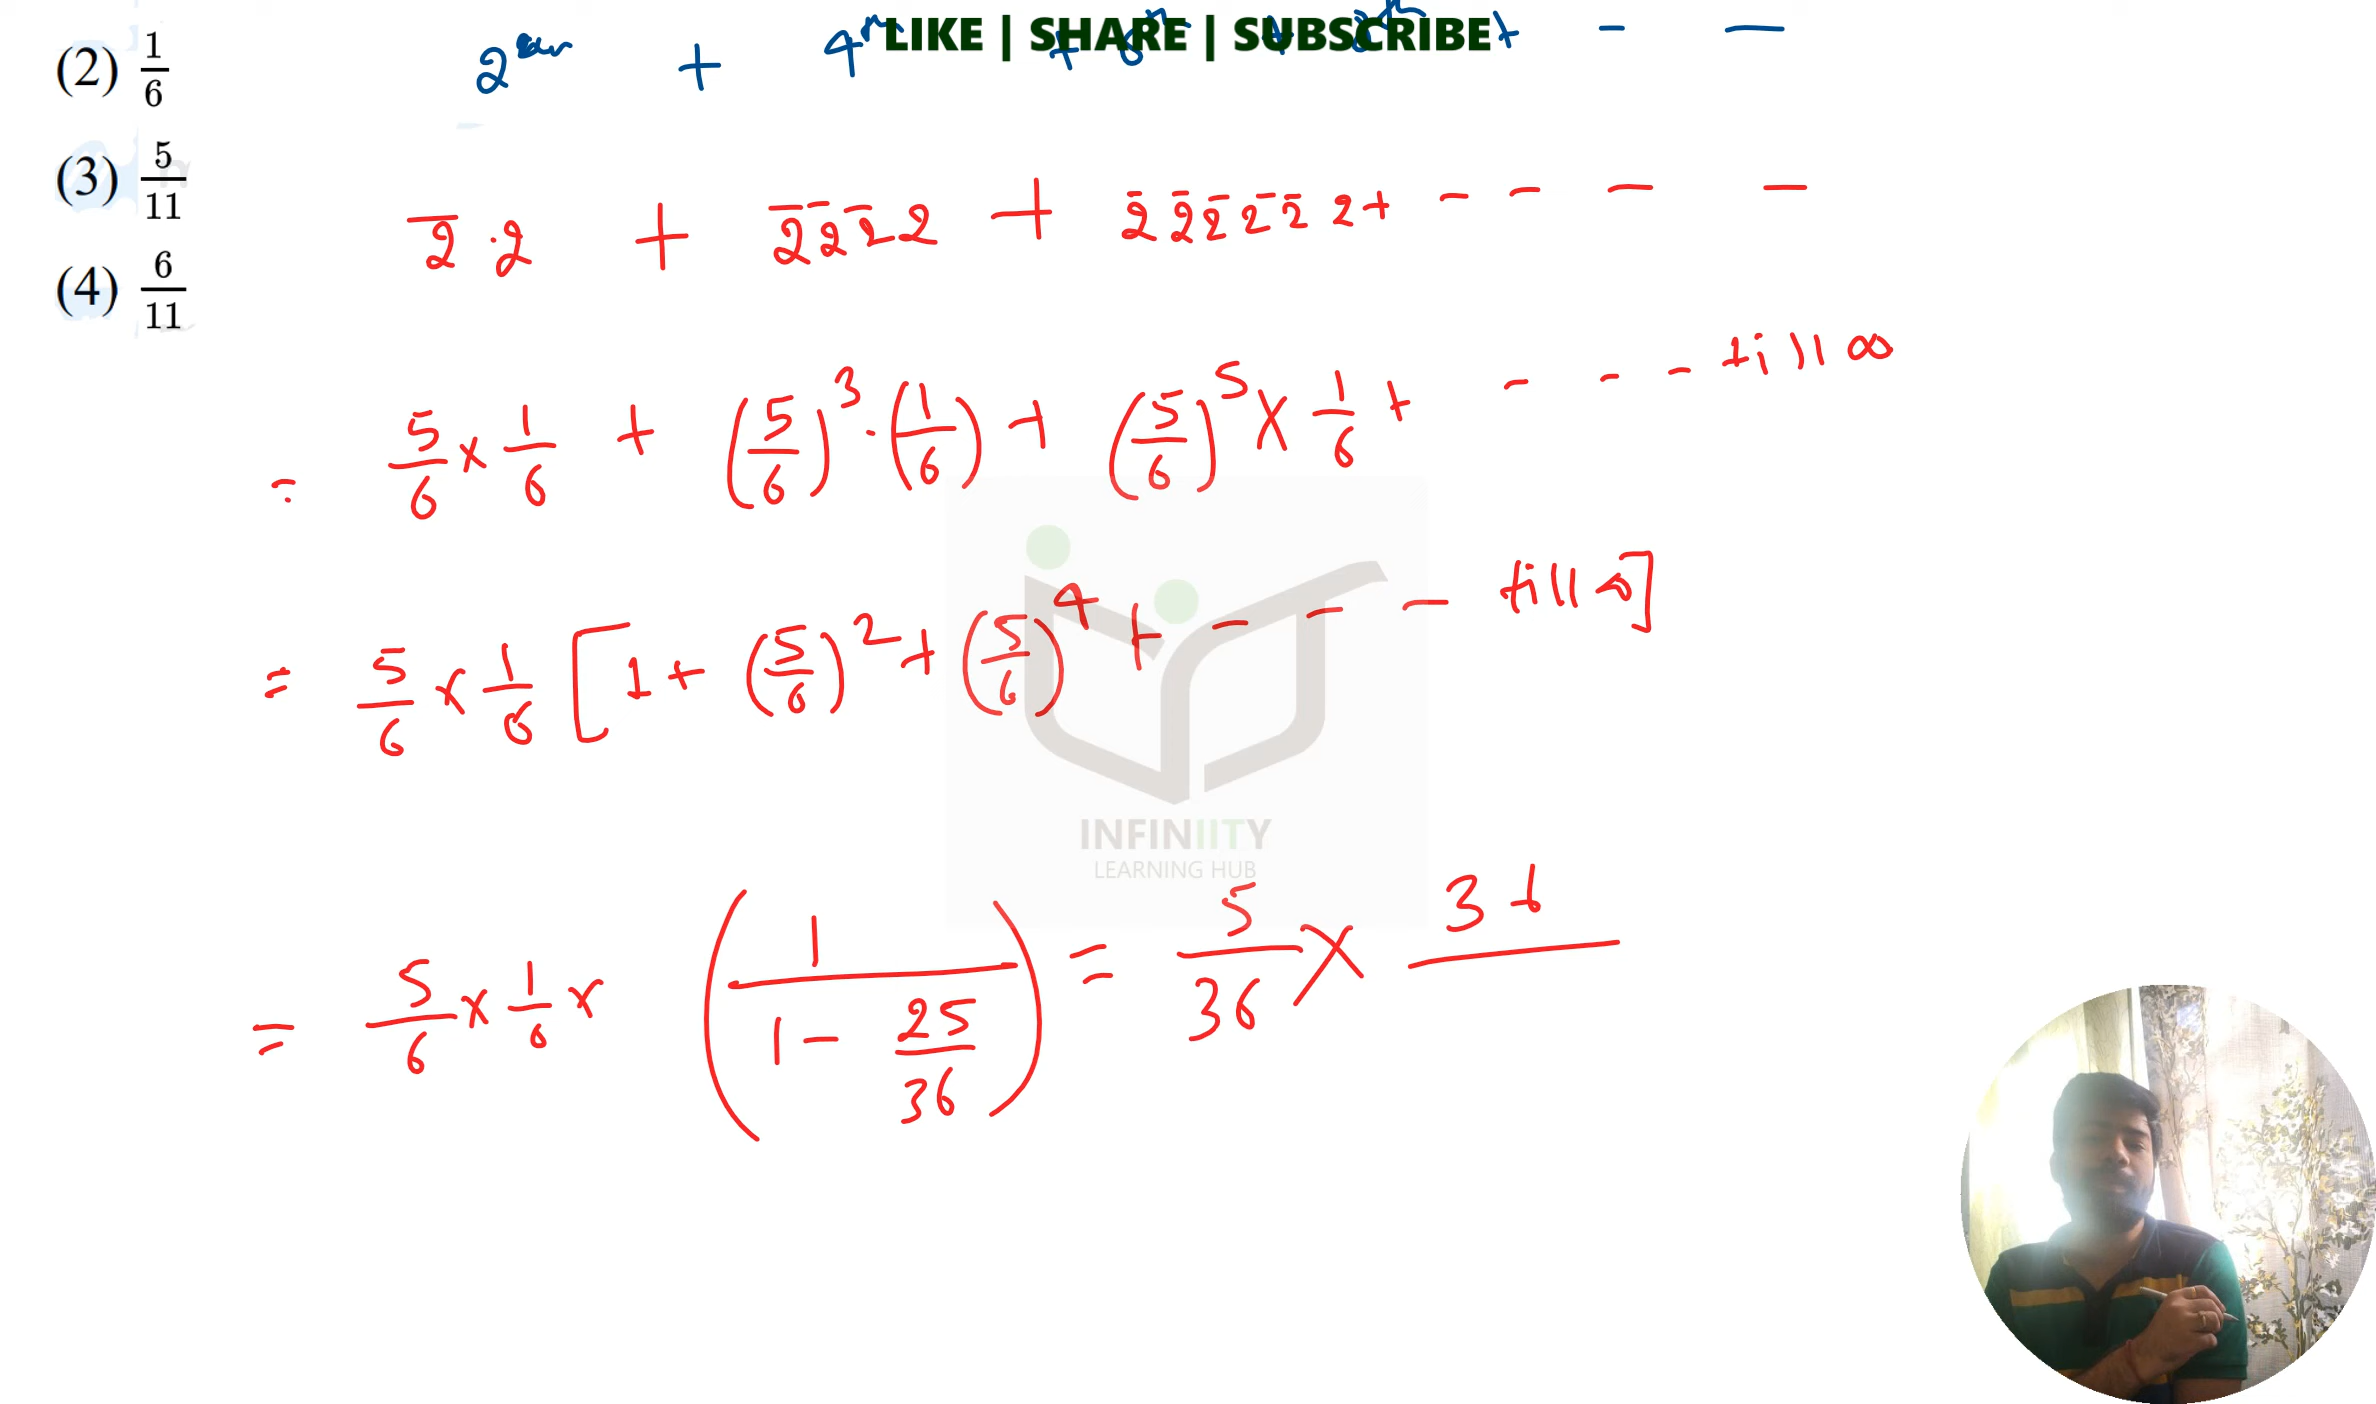 LIKE | SHARE | SUBSCRIBE
2 + 4 + 6 + 8 + - -
(2) 1/6
(3) 5/11
(4) 6/11
2̅ · 2 + 2̅ 2̅ 2̅ 2 + 2̅ 2̅ 2̅ 2̅ 2̅ 2 + - - - -
= 5/6 × 1/6 + (5/6)^3 · (1/6) + (5/6)^5 × 1/6 + - - - till ∞
= 5/6 × 1/6 [1 + (5/6)^2 + (5/6)^4 + - - - till ∞]
INFINIITY
LEARNING HUB
= 5/6 × 1/6 × (1/(1 - 25/36)) = 5/36 × 36/